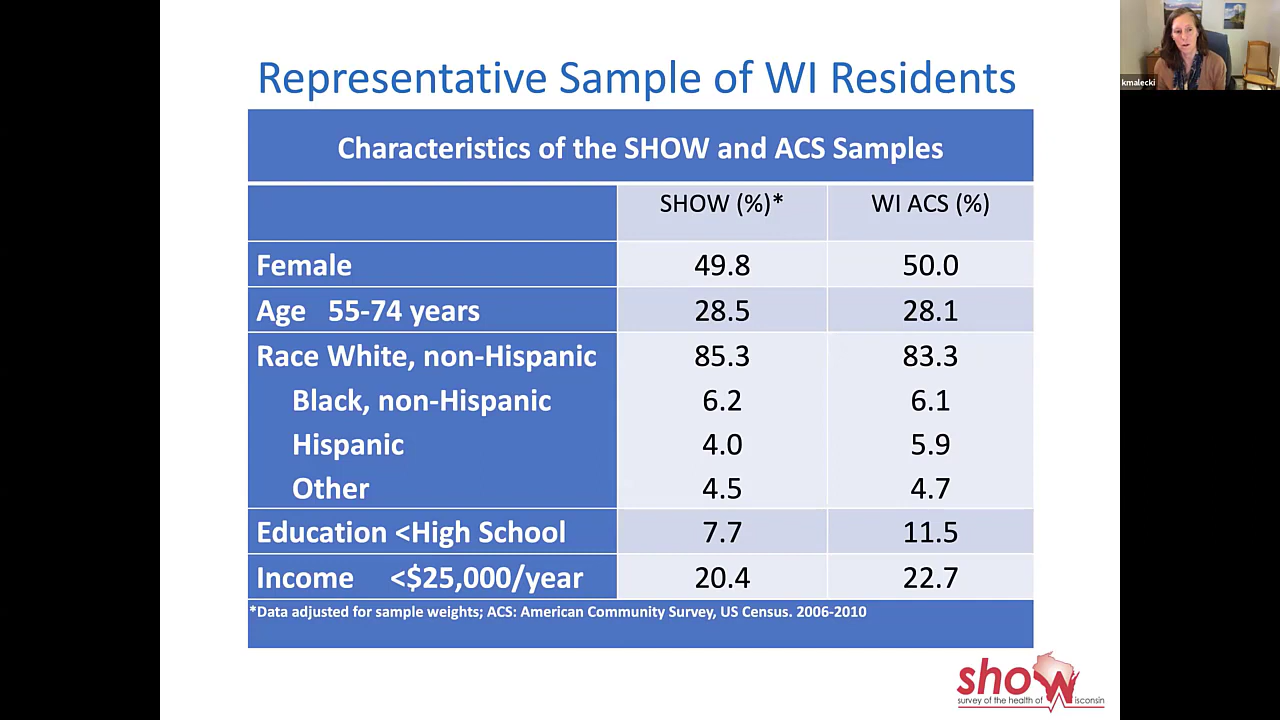 kmalecki
Representative Sample of WI Residents
Characteristics of the SHOW and ACS Samples
SHOW (%)* WI ACS (%)
Female 49.8 50.0
Age 55-74 years 28.5 28.1
Race White, non-Hispanic 85.3 83.3
Black, non-Hispanic 6.2 6.1
Hispanic 4.0 5.9
Other 4.5 4.7
Education <High School 7.7 11.5
Income <$25,000/year 20.4 22.7
*Data adjusted for sample weights; ACS: American Community Survey, US Census. 2006-2010
show
survey of the health of wisconsin